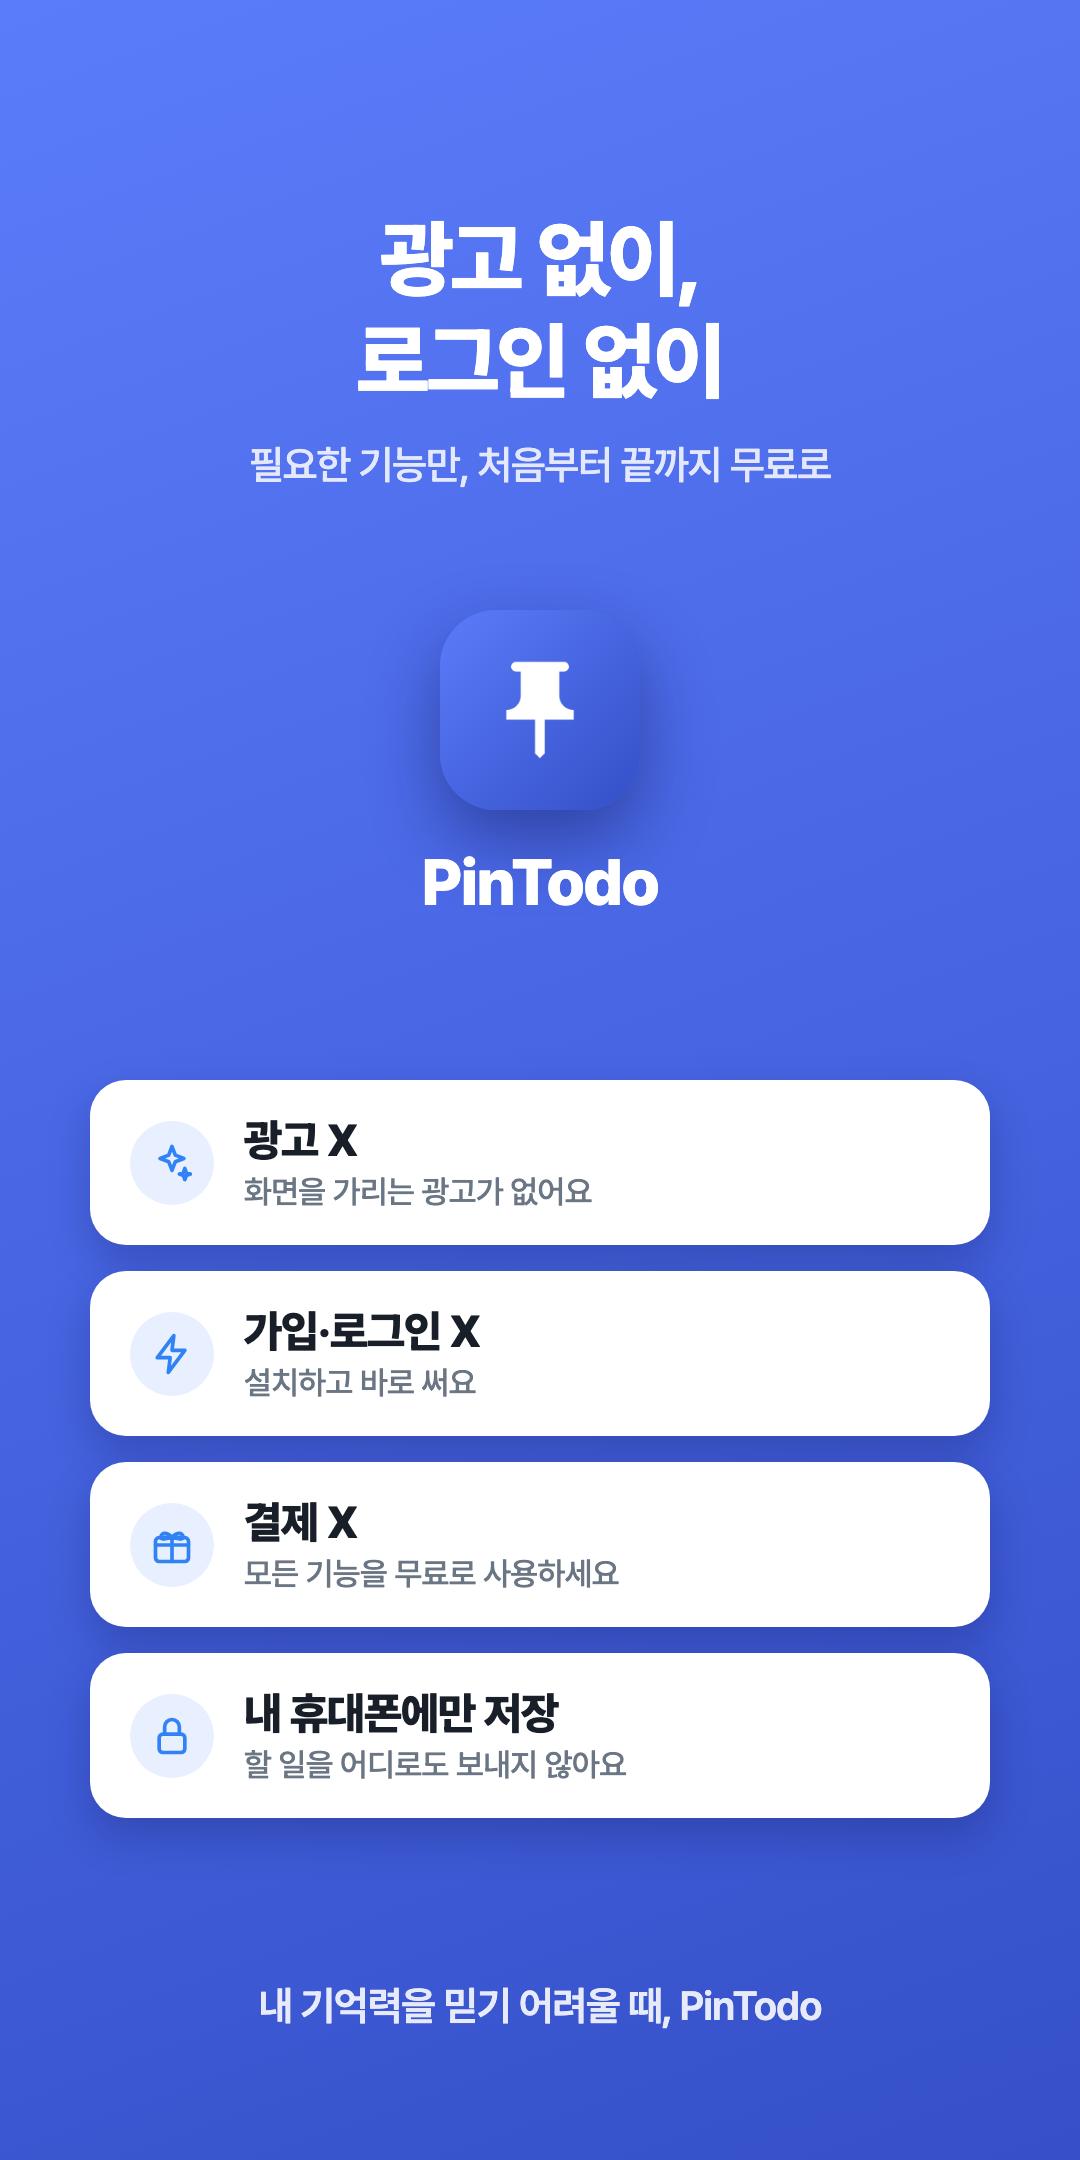 광고 없이,
로그인 없이
필요한 기능만, 처음부터 끝까지 무료로
PinTodo
광고 X
화면을 가리는 광고가 없어요
가입·로그인 X
설치하고 바로 써요
결제 X
모든 기능을 무료로 사용하세요
내 휴대폰에만 저장
할 일을 어디로도 보내지 않아요
내 기억력을 믿기 어려울 때, PinTodo